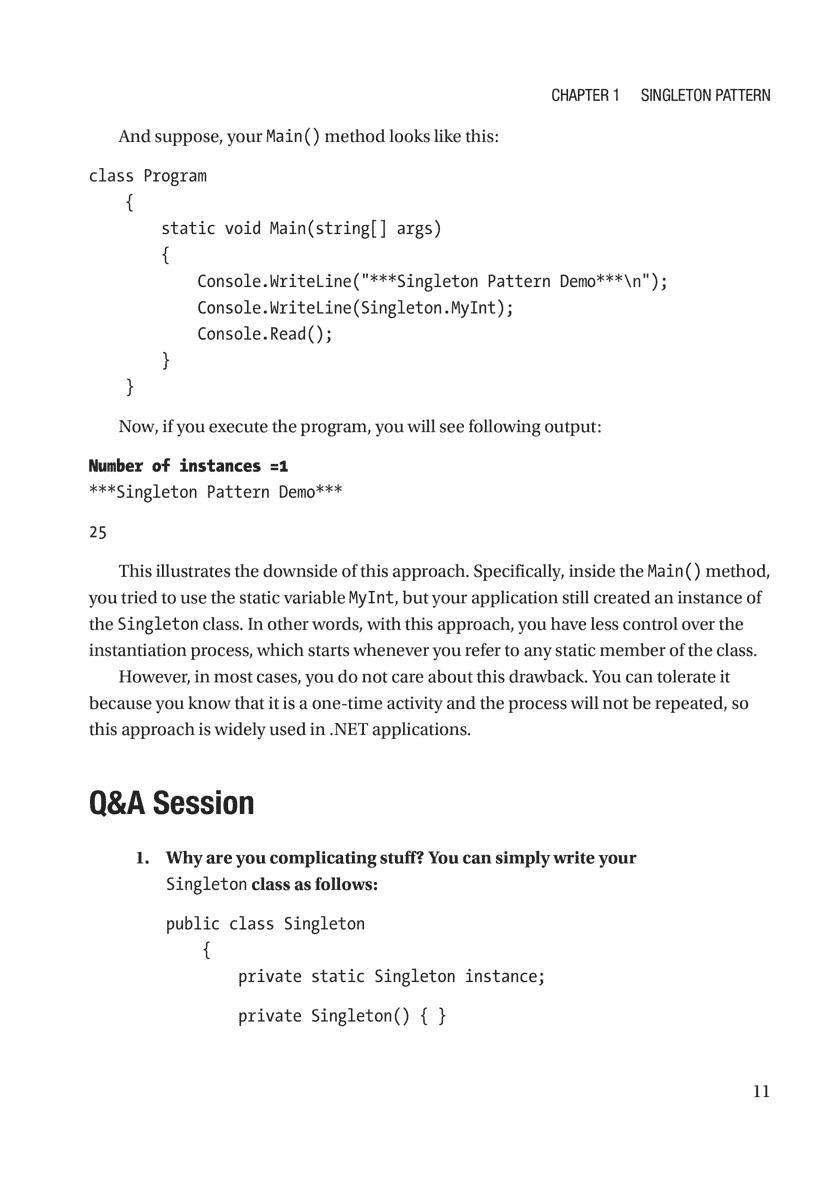 CHAPTER 1 SINGLETON PATTERN
And suppose, your Main() method looks like this:
class Program
{
static void Main(string[] args)
{
Console.WriteLine("***Singleton Pattern Demo***\n");
Console.WriteLine(Singleton.MyInt);
Console.Read();
}
}
Now, if you execute the program, you will see following output:
Number of instances =1
***Singleton Pattern Demo***
25
This illustrates the downside of this approach. Specifically, inside the Main() method,
you tried to use the static variable MyInt, but your application still created an instance of
the Singleton class. In other words, with this approach, you have less control over the
instantiation process, which starts whenever you refer to any static member of the class.
However, in most cases, you do not care about this drawback. You can tolerate it
because you know that it is a one-time activity and the process will not be repeated, so
this approach is widely used in .NET applications.
Q&A Session
1. Why are you complicating stuff? You can simply write your
Singleton class as follows:
public class Singleton
{
private static Singleton instance;
private Singleton() { }
11